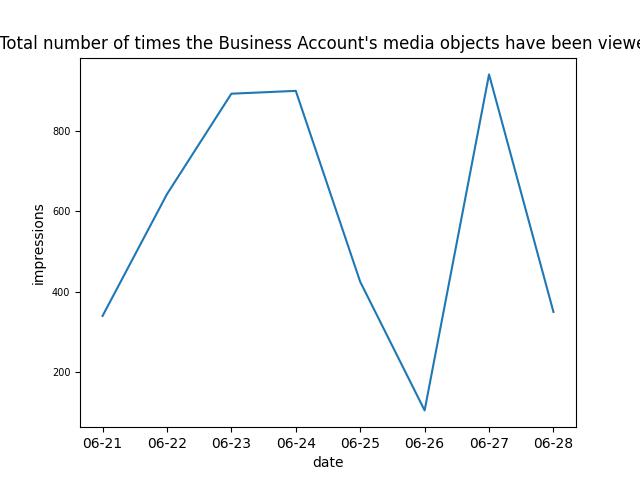 Total number of times the Business Account's media objects have been viewe
800
600
400
200
impressions
06-21 06-22 06-23 06-24 06-25 06-26 06-27 06-28
date